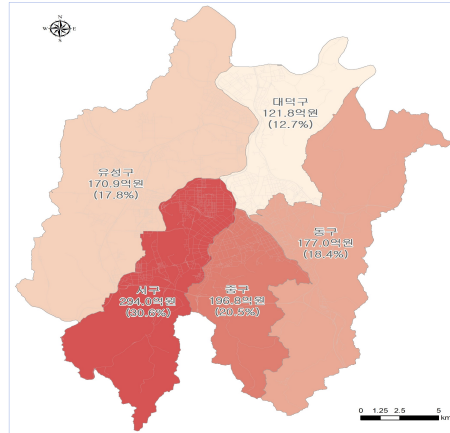 N
W E
S
대덕구
121.8억원
(12.7%)
유성구
170.9억원
(17.8%)
동구
177.0억원
(18.4%)
서구
294.0억원
(30.6%)
중구
196.9억원
(20.5%)
0 1.25 2.5 5
km